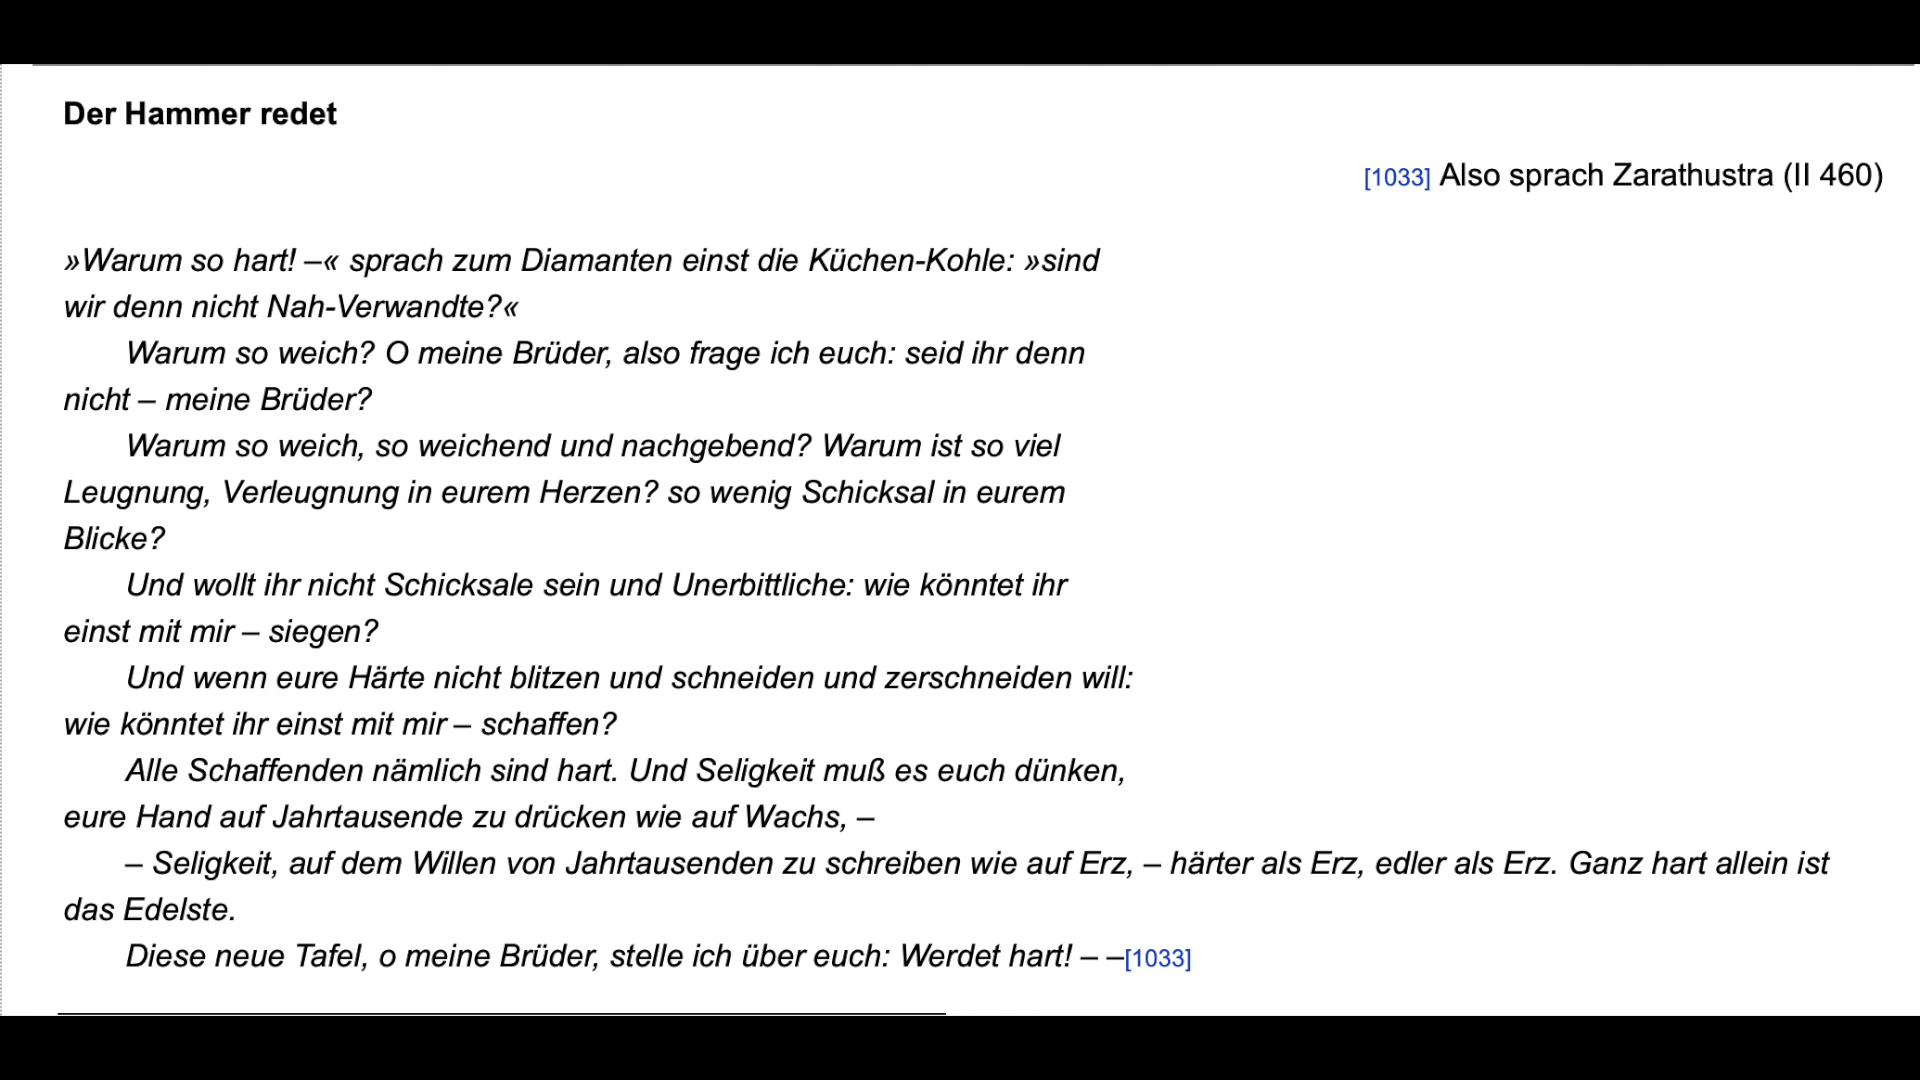 Der Hammer redet
[1033] Also sprach Zarathustra (II 460)
»Warum so hart! –« sprach zum Diamanten einst die Küchen-Kohle: »sind
wir denn nicht Nah-Verwandte?«
Warum so weich? O meine Brüder, also frage ich euch: seid ihr denn
nicht – meine Brüder?
Warum so weich, so weichend und nachgebend? Warum ist so viel
Leugnung, Verleugnung in eurem Herzen? so wenig Schicksal in eurem
Blicke?
Und wollt ihr nicht Schicksale sein und Unerbittliche: wie könntet ihr
einst mit mir – siegen?
Und wenn eure Härte nicht blitzen und schneiden und zerschneiden will:
wie könntet ihr einst mit mir – schaffen?
Alle Schaffenden nämlich sind hart. Und Seligkeit muß es euch dünken,
eure Hand auf Jahrtausende zu drücken wie auf Wachs, –
– Seligkeit, auf dem Willen von Jahrtausenden zu schreiben wie auf Erz, – härter als Erz, edler als Erz. Ganz hart allein ist
das Edelste.
Diese neue Tafel, o meine Brüder, stelle ich über euch: Werdet hart! – –[1033]